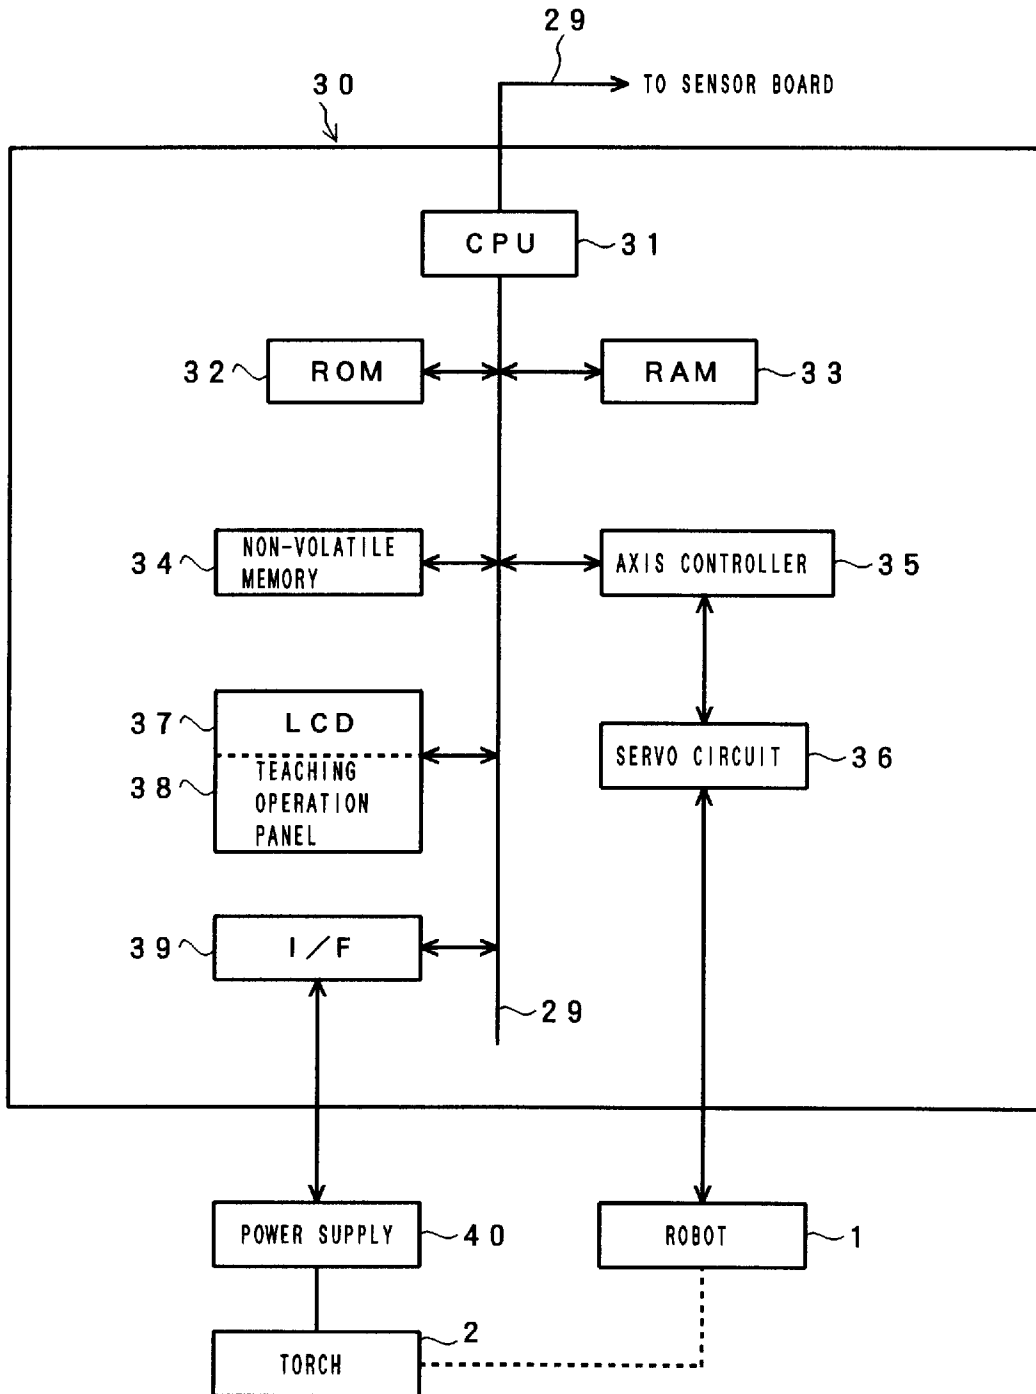 29
TO SENSOR BOARD
30
CPU
31
32
ROM
RAM
33
34
NON-VOLATILE
MEMORY
AXIS CONTROLLER
35
37
LCD
38
TEACHING
OPERATION
PANEL
SERVO CIRCUIT
36
39
I/F
29
POWER SUPPLY
40
ROBOT
1
2
TORCH